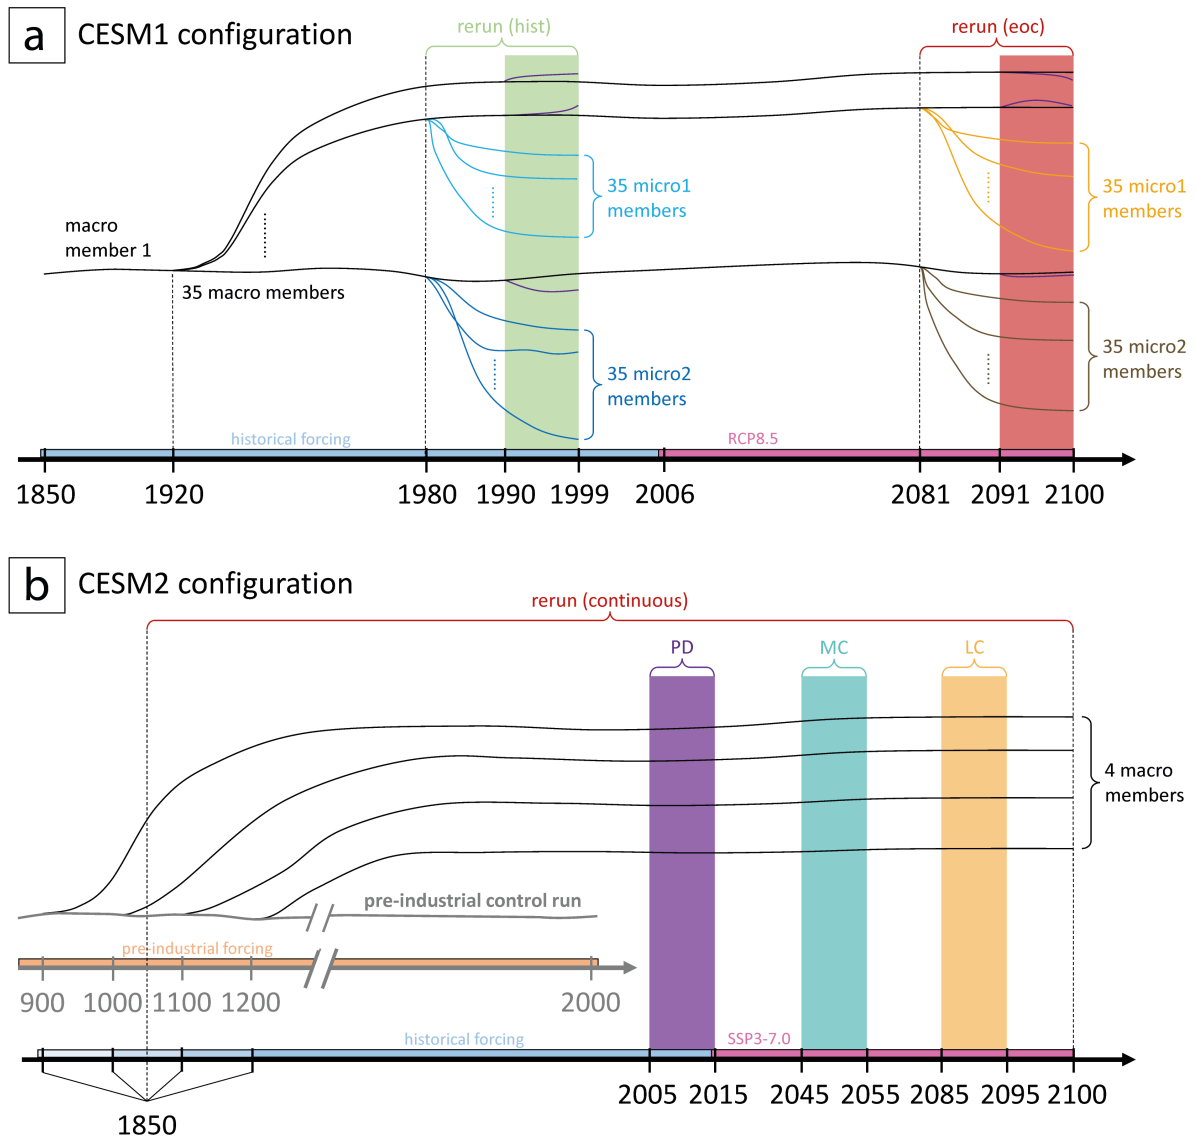 a CESM1 configuration
rerun (hist)
rerun (eoc)
35 micro1
members
35 micro1
members
macro
member 1
35 macro members
35 micro2
members
35 micro2
members
historical forcing
RCP8.5
1850 1920 1980 1990 1999 2006 2081 2091 2100
b CESM2 configuration
rerun (continuous)
PD MC LC
4 macro
members
pre-industrial control run
pre-industrial forcing
900 1000 1100 1200 2000
historical forcing
SSP3-7.0
2005 2015 2045 2055 2085 2095 2100
1850